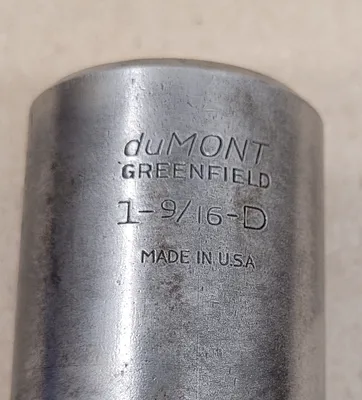 duMONT
GREENFIELD
1-9/16-D
MADE IN U.S.A